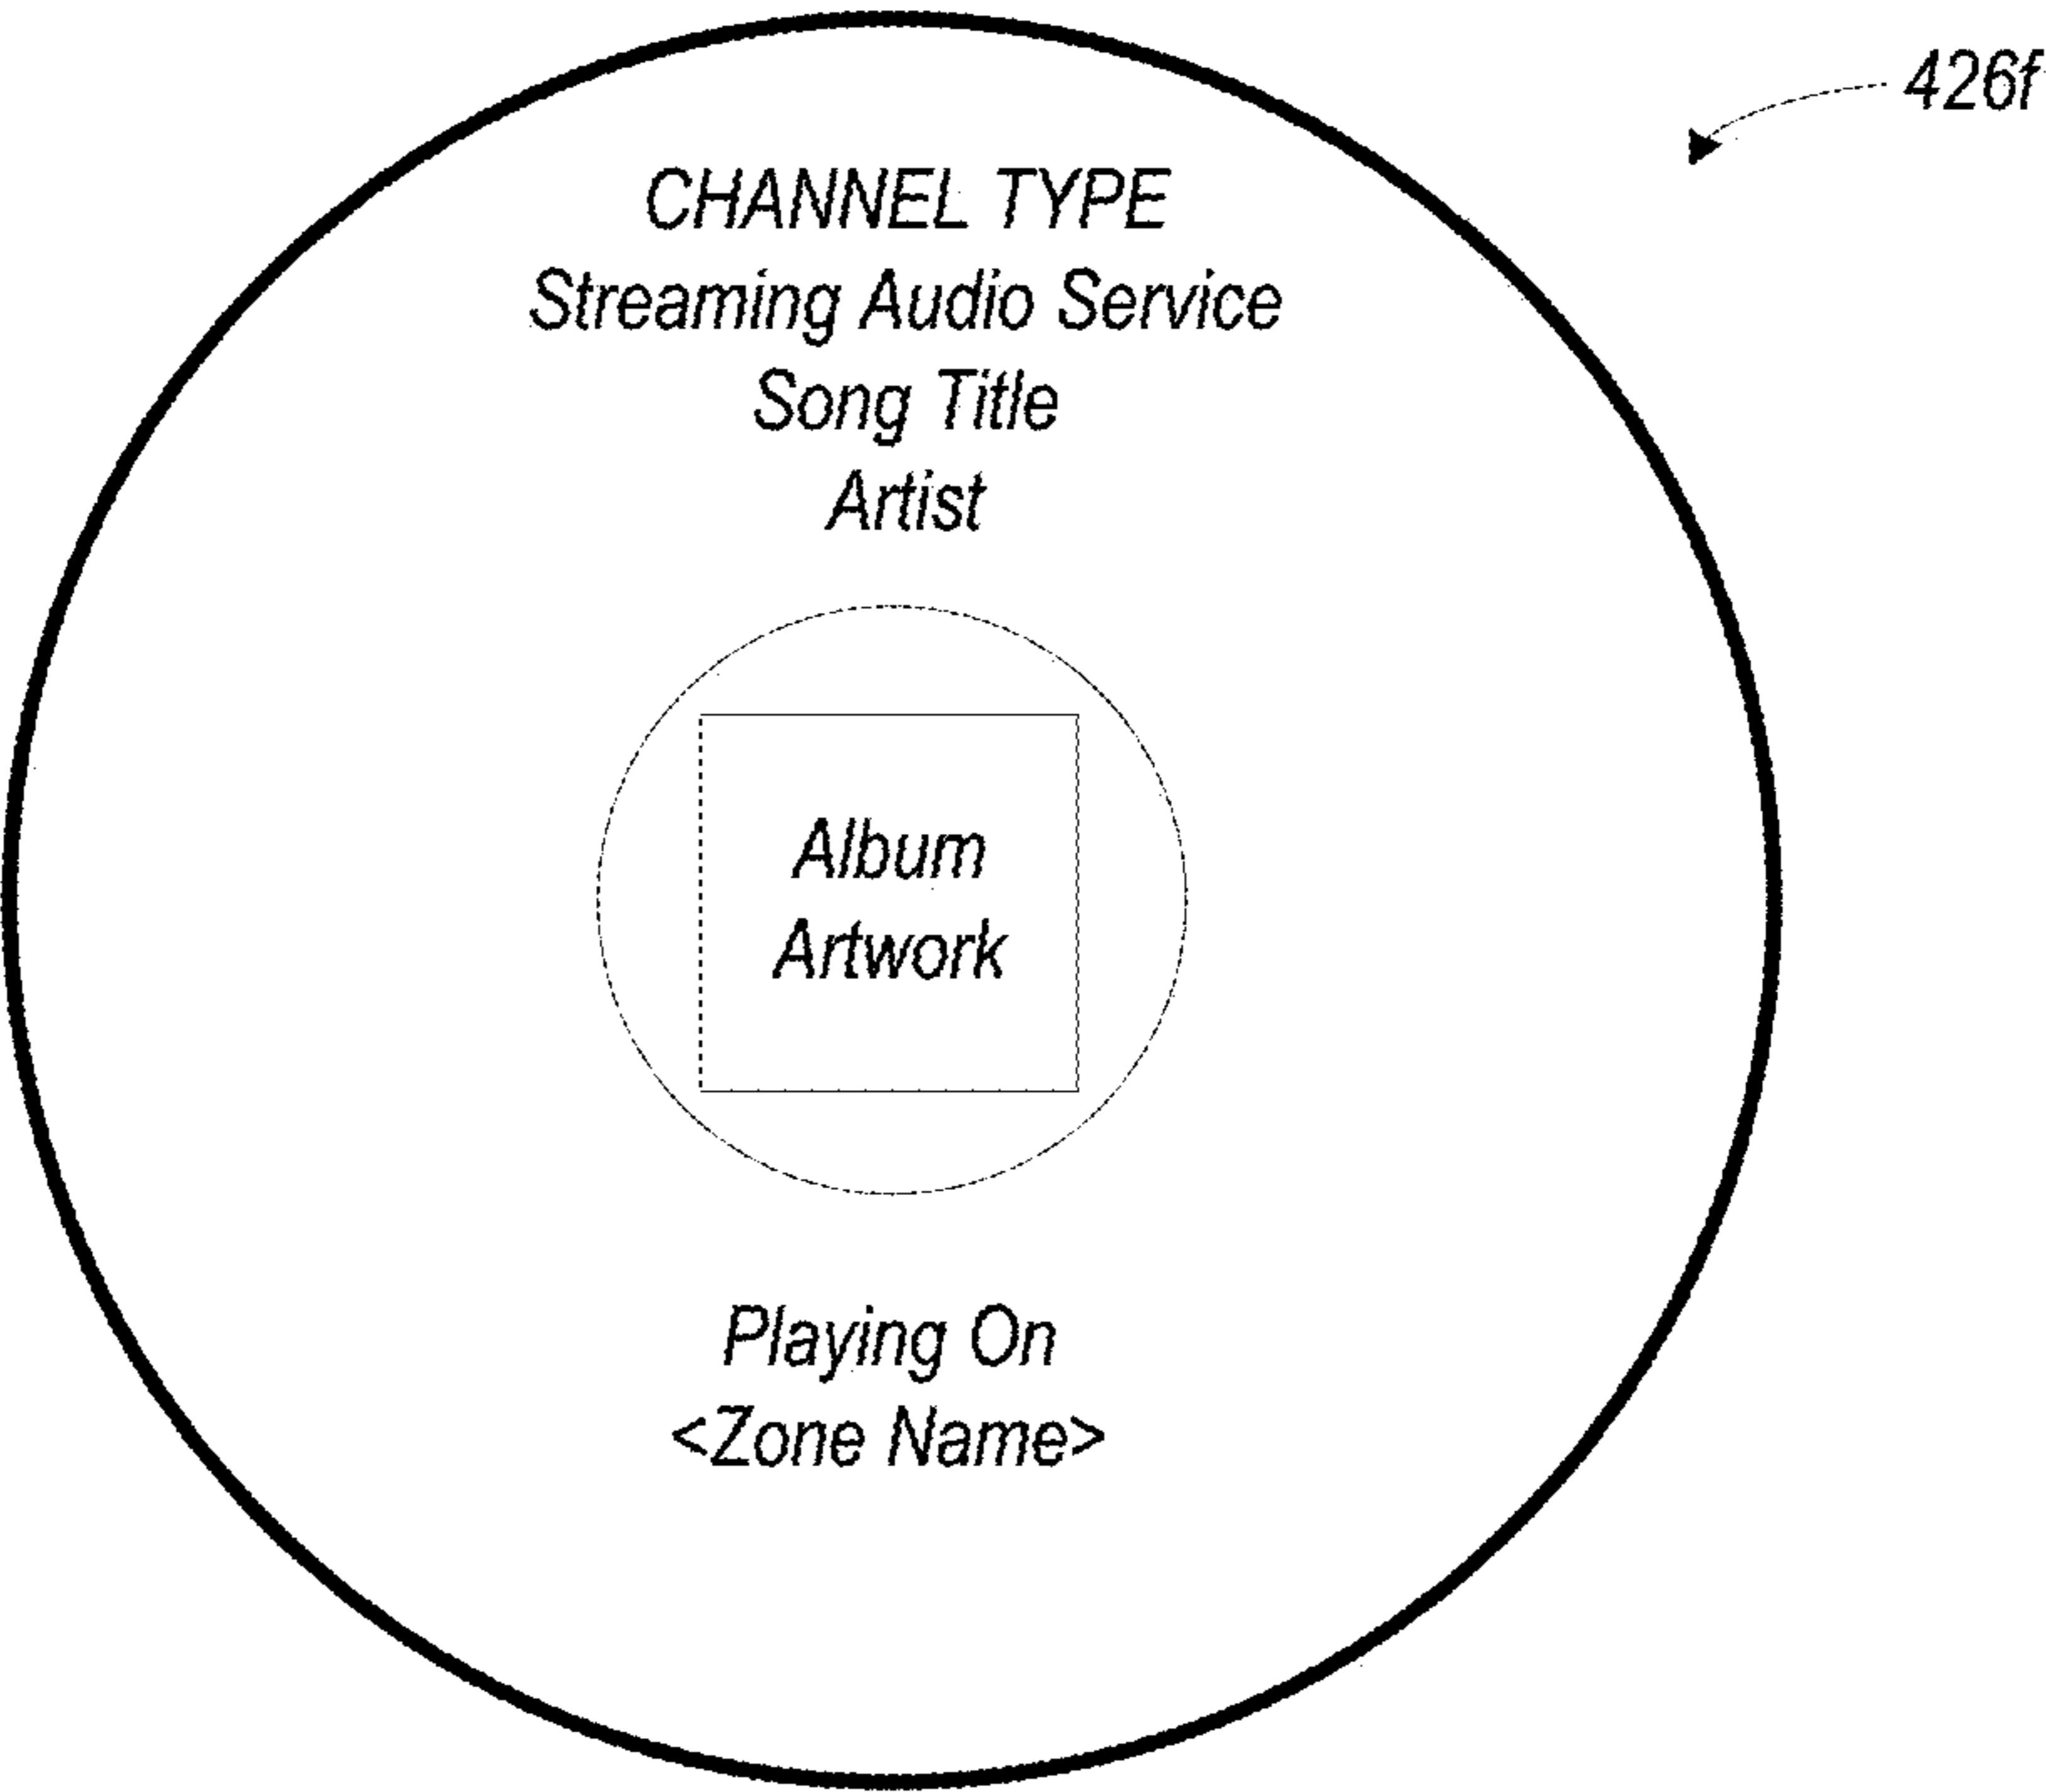 426f
CHANNEL TYPE
Streaming Audio Service
Song Title
Artist
Album
Artwork
Playing On
<Zone Name>